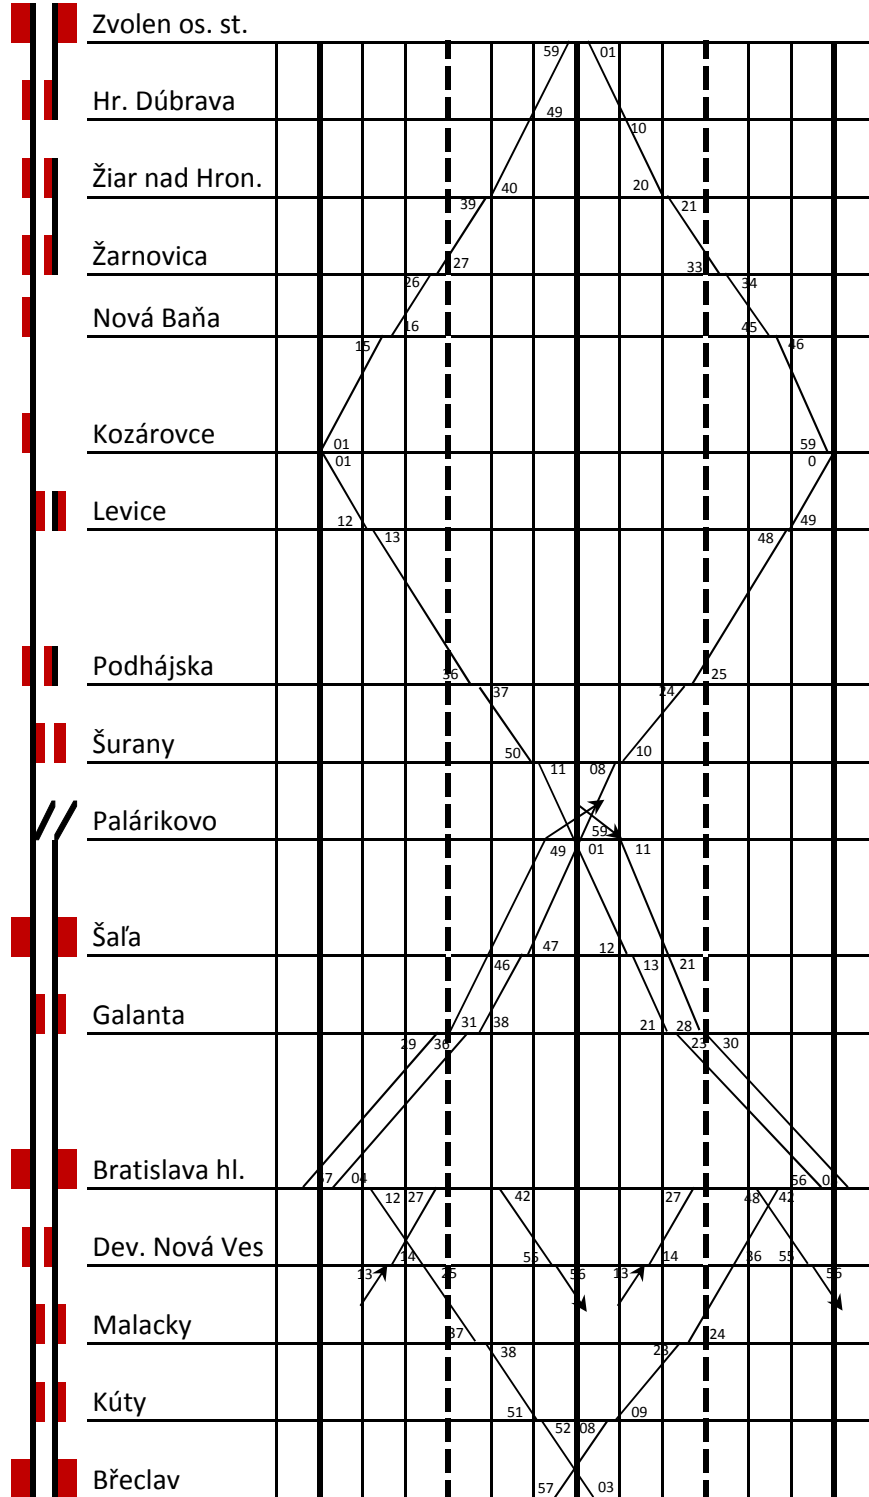 Zvolen os. st.
59 01
Hr. Dúbrava
49 10
Žiar nad Hron.
40 20
39 21
Žarnovica
27 33
26 34
Nová Baňa
16 45
15 46
Kozárovce
01 59
01 0
Levice
12 49
13 48
Podhájska
36 25
37 24
Šurany
50 10
11 08
Palárikovo
59
49 01 11
Šaľa
47 12
46 13 21
Galanta
31 38 21 28
29 36 23 30
Bratislava hl.
57 04 56 0
12 27 42 27 48 42
Dev. Nová Ves
14 55 14 36 55
13 25 56 13 56
Malacky
37 24
38 23
Kúty
51 09
52 08
Břeclav
57 03